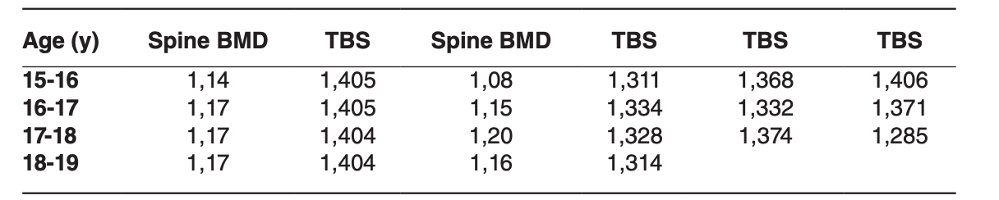 Age (y) Spine BMD TBS Spine BMD TBS TBS TBS
15-16 1,14 1,405 1,08 1,311 1,368 1,406
16-17 1,17 1,405 1,15 1,334 1,332 1,371
17-18 1,17 1,404 1,20 1,328 1,374 1,285
18-19 1,17 1,404 1,16 1,314